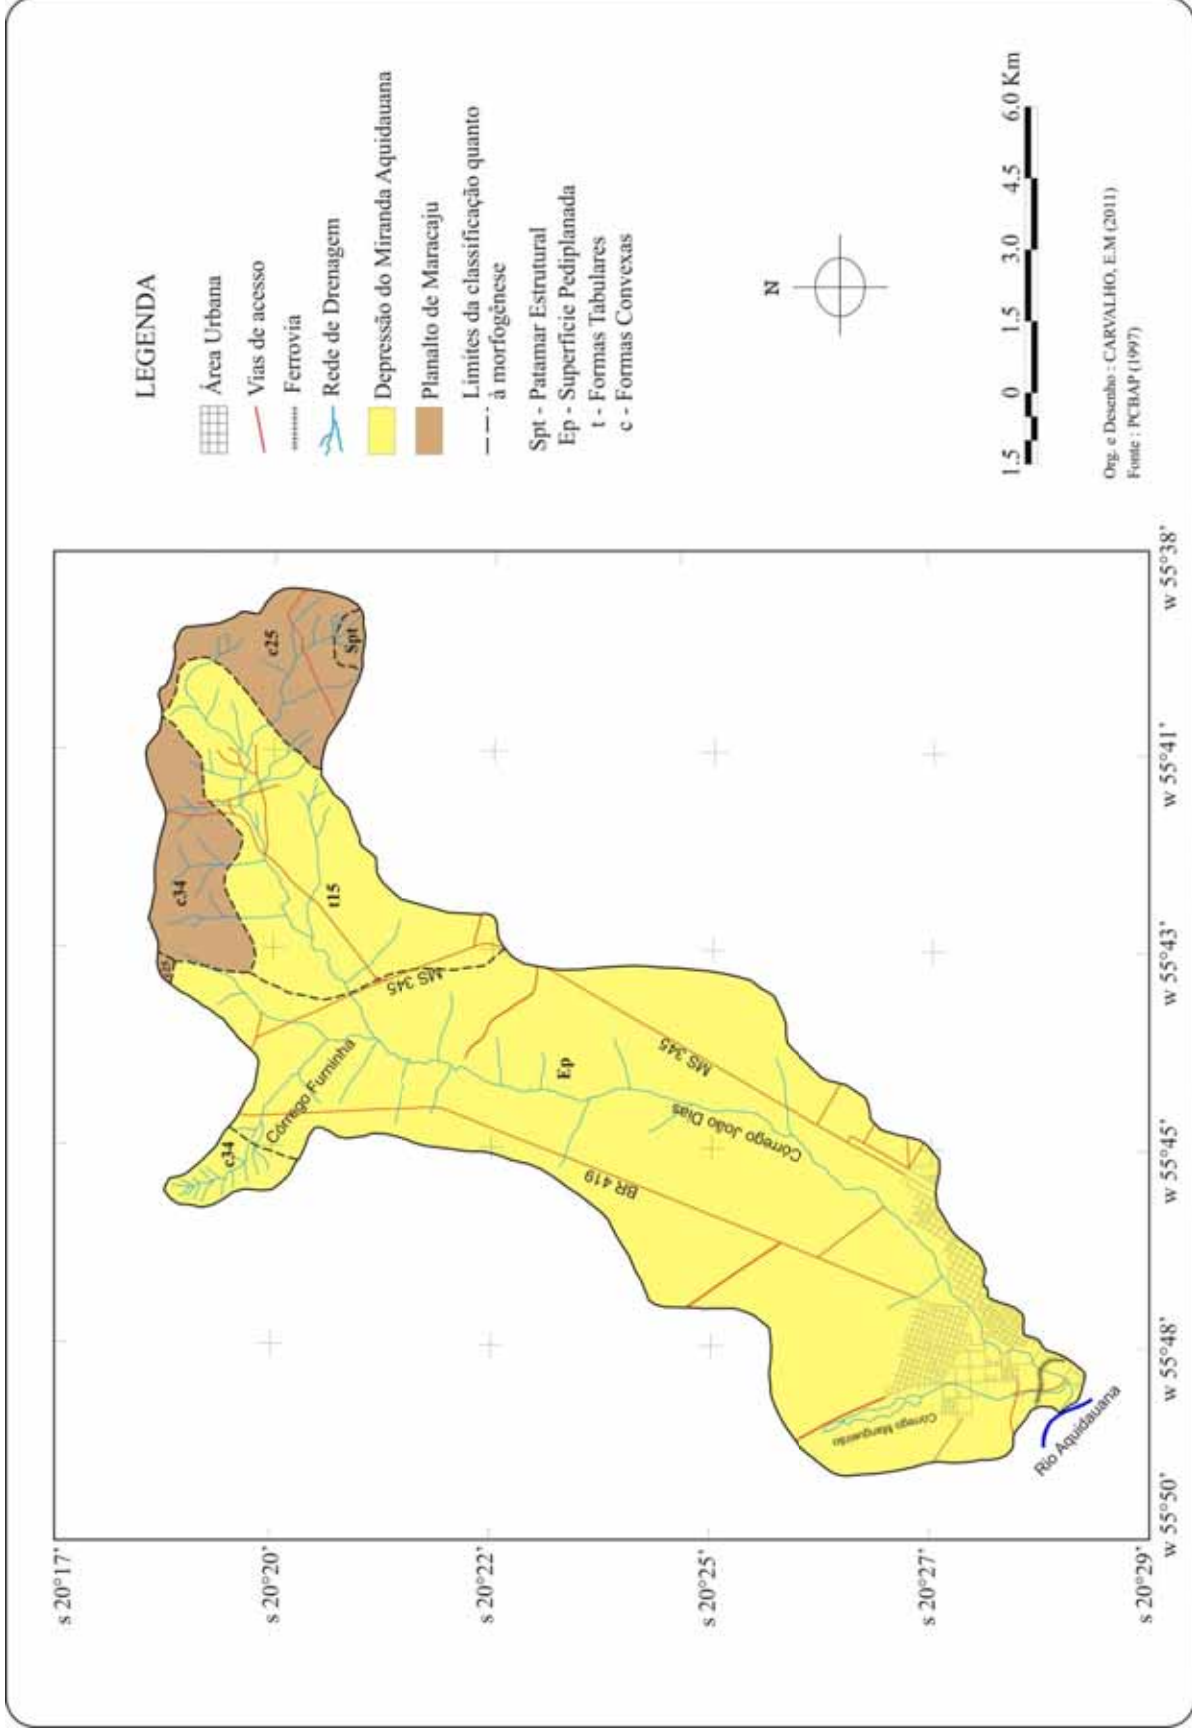 LEGENDA
Área Urbana
Vias de acesso
Ferrovia
Rede de Drenagem
Depressão do Miranda Aquidauana
Planalto de Maracaju
Limites da classificação quanto
à morfogênese
Spt - Patamar Estrutural
Ep - Superfície Pediplanada
t - Formas Tabulares
c - Formas Convexas
N
1.5 0 1.5 3.0 4.5 6.0 Km
Org. e Desenho : CARVALHO, E.M (2011)
Fonte : PCBAP (1997)
s 20°17'
s 20°20'
s 20°22'
s 20°25'
s 20°27'
s 20°29'
w 55°50'
w 55°48'
w 55°45'
w 55°43'
w 55°41'
w 55°38'
c34
Córrego Fuminha
c34
c25
Spt
t15
MS 345
Ep
MS 345
Córrego João Dias
BR 419
Córrego Manguerão
Rio Aquidauana